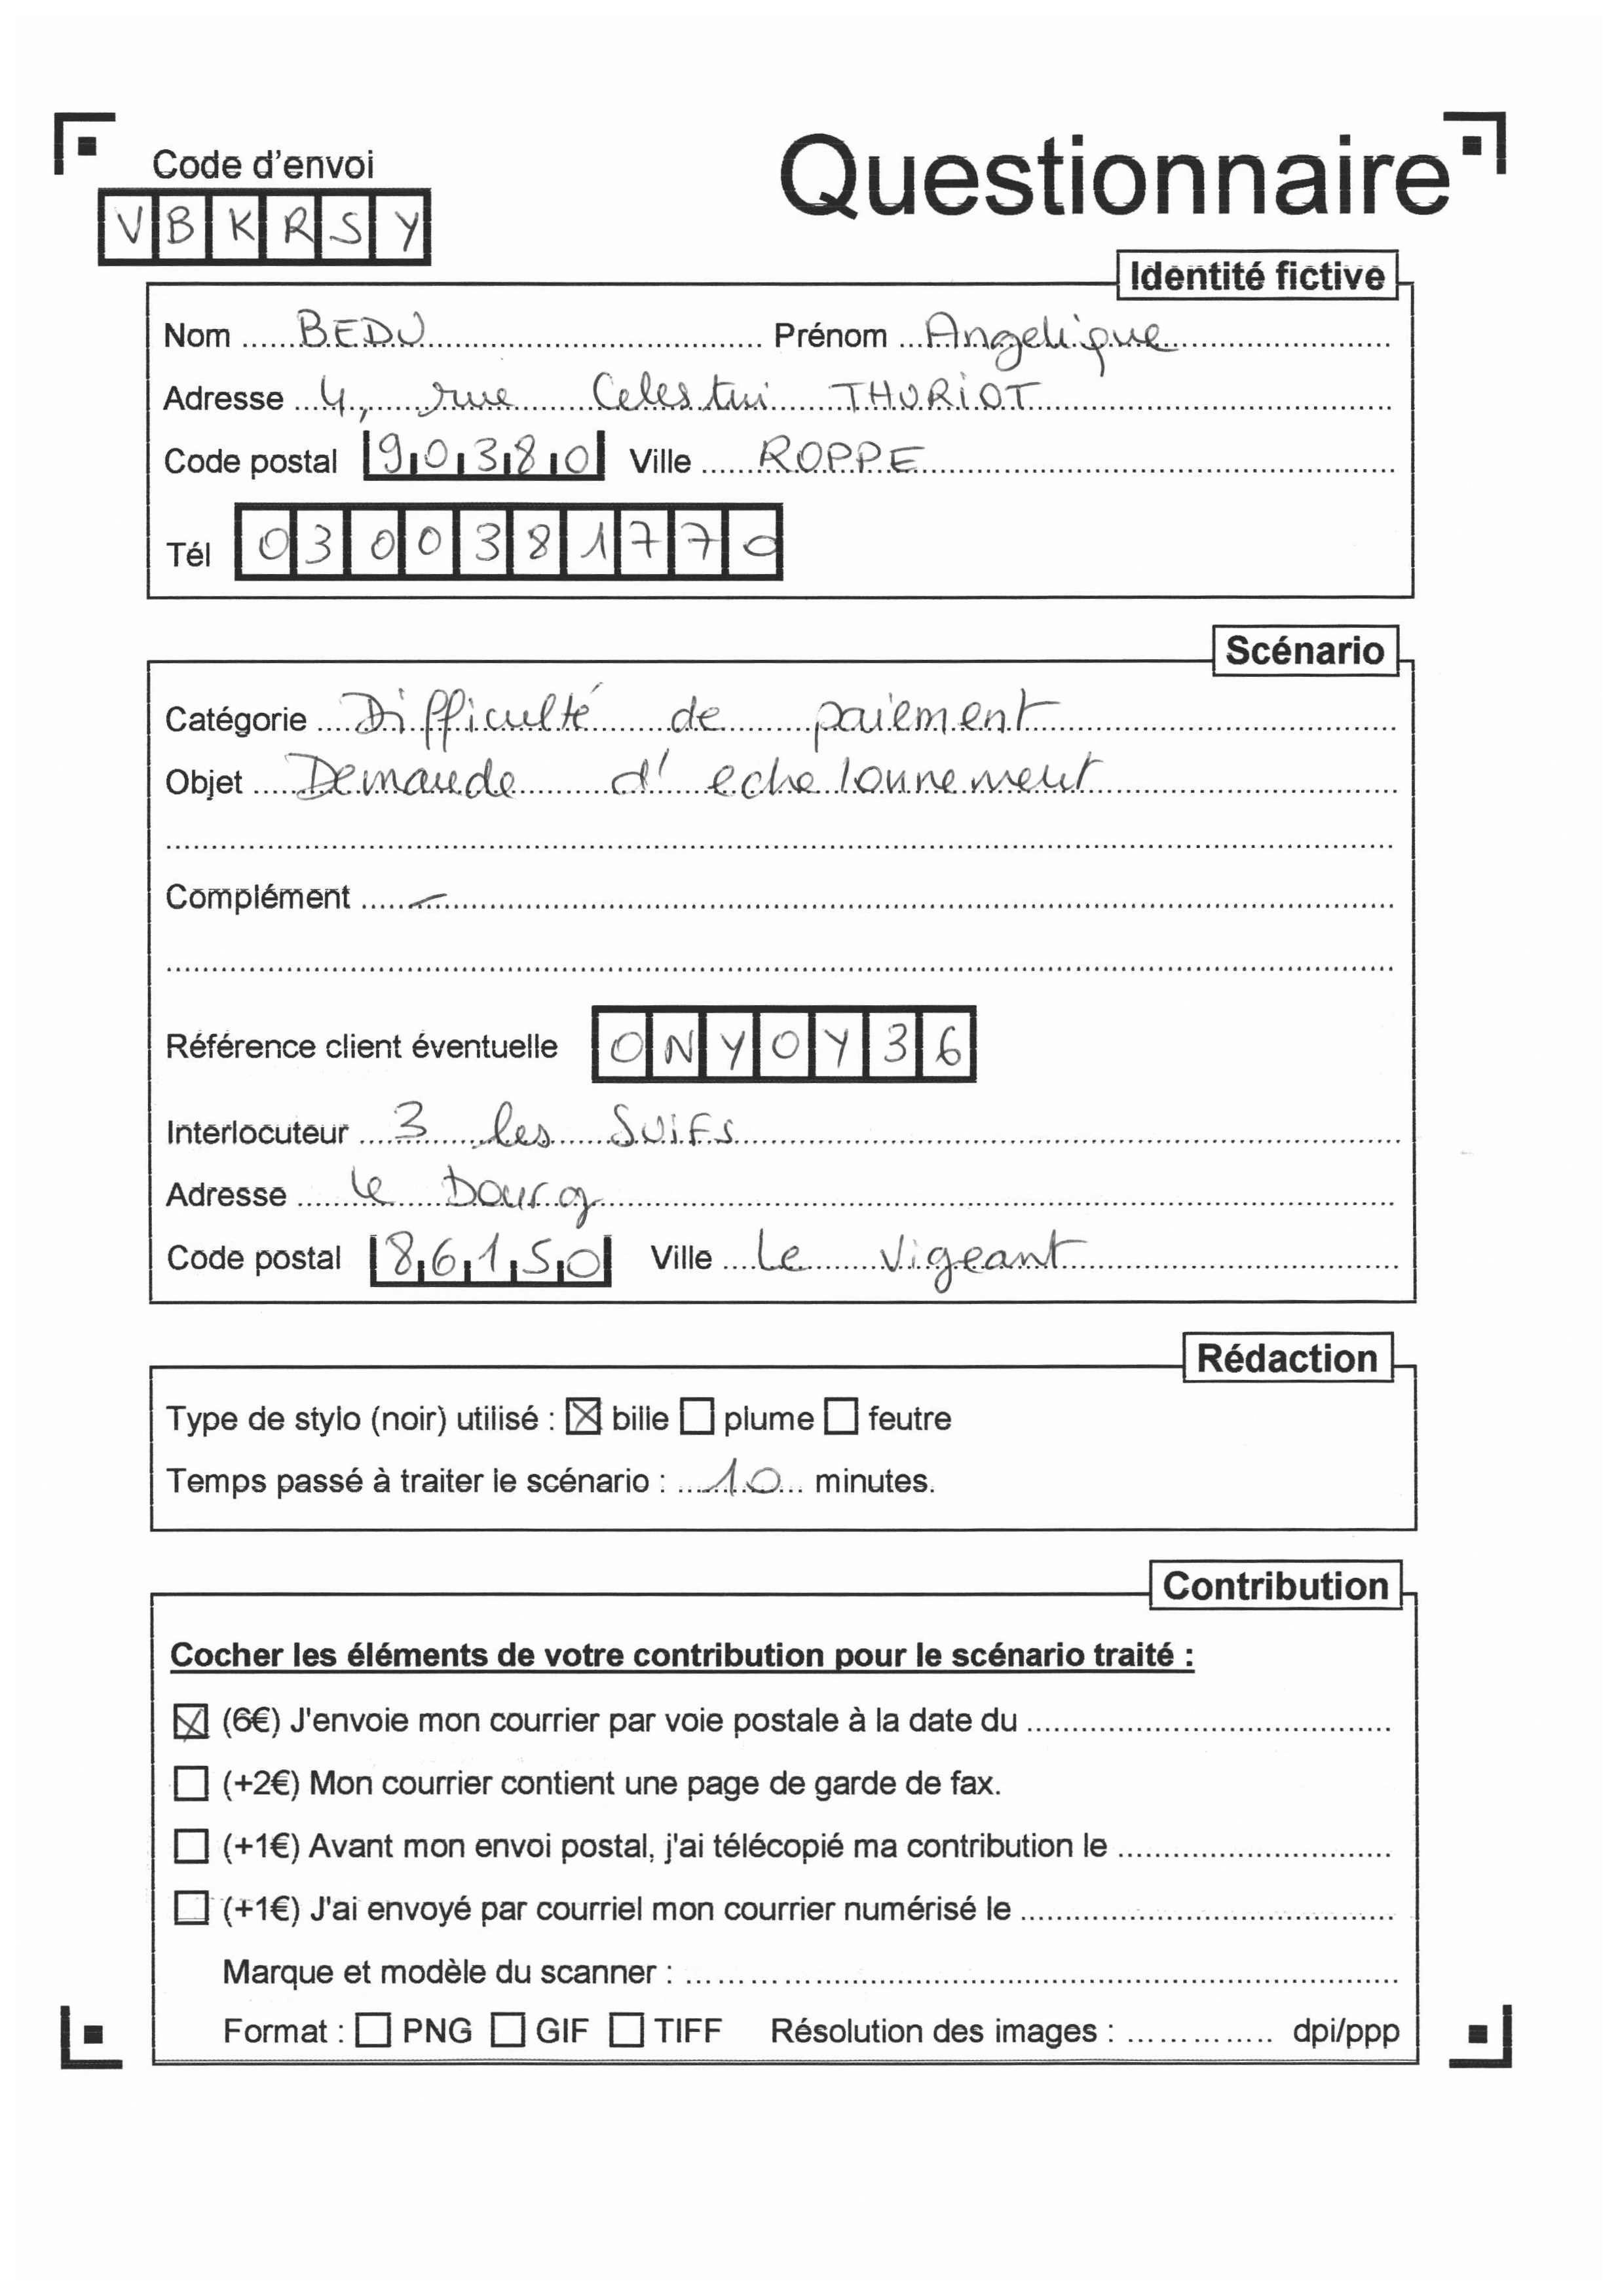 Questionnaire
Code d'envoi
VBKRSY
Identité fictive
Nom ...... BEDU ...... Prénom ... Angelique ......
Adresse ... 4, rue Celestin THURIOT ......
Code postal 90380 Ville ...... ROPPE ......
Tél 0300381770
Scénario
Catégorie .... Difficulté de paiement ......
Objet .... Demande d'echelonnement ......
Complément ..... - ......
Référence client éventuelle ONYOY36
Interlocuteur .... 3 les SUIFS ......
Adresse ...... Le Bourg ......
Code postal 86150 Ville .... Le Vigeant ......
Rédaction
Type de stylo (noir) utilisé : ☒ bille ☐ plume ☐ feutre
Temps passé à traiter le scénario : ... 10 ... minutes.
Contribution
Cocher les éléments de votre contribution pour le scénario traité :
☒ (6€) J'envoie mon courrier par voie postale à la date du ......
☐ (+2€) Mon courrier contient une page de garde de fax.
☐ (+1€) Avant mon envoi postal, j'ai télécopié ma contribution le ......
☐ (+1€) J'ai envoyé par courriel mon courrier numérisé le ......
Marque et modèle du scanner : ......
Format : ☐ PNG ☐ GIF ☐ TIFF Résolution des images : ...... dpi/ppp